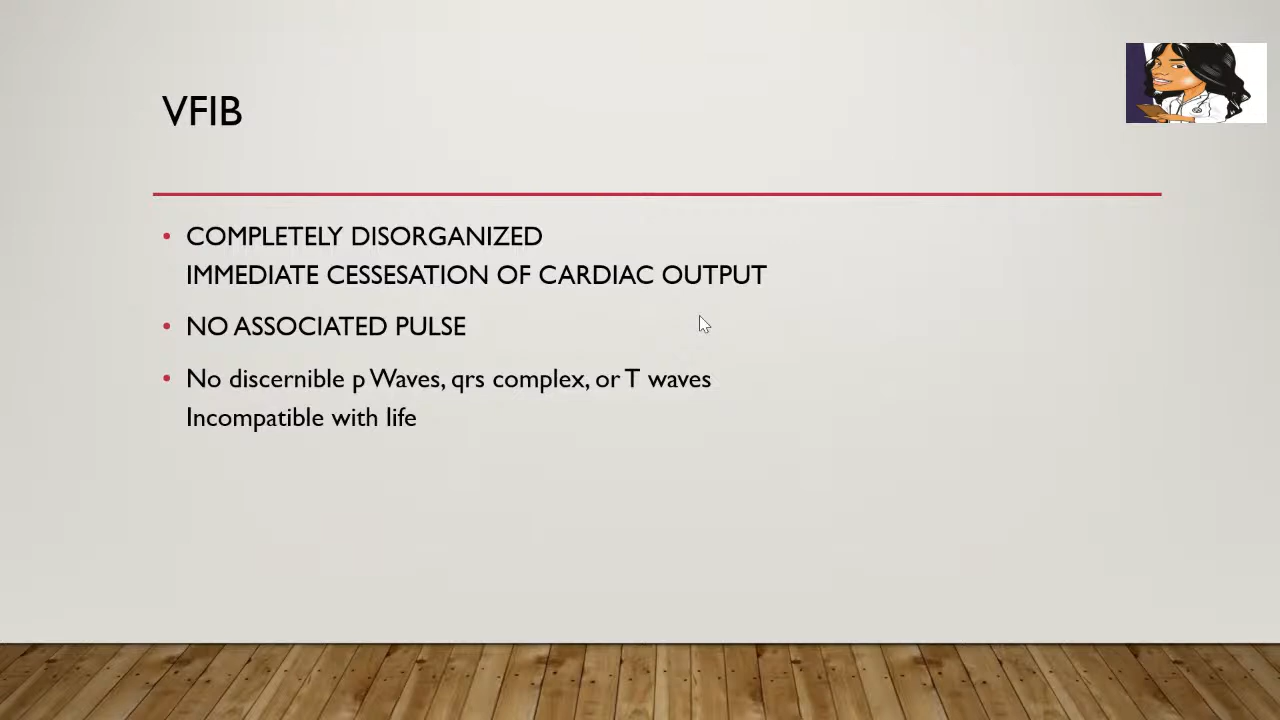 VFIB
COMPLETELY DISORGANIZED
IMMEDIATE CESSESATION OF CARDIAC OUTPUT
NO ASSOCIATED PULSE
No discernible p Waves, qrs complex, or T waves
Incompatible with life